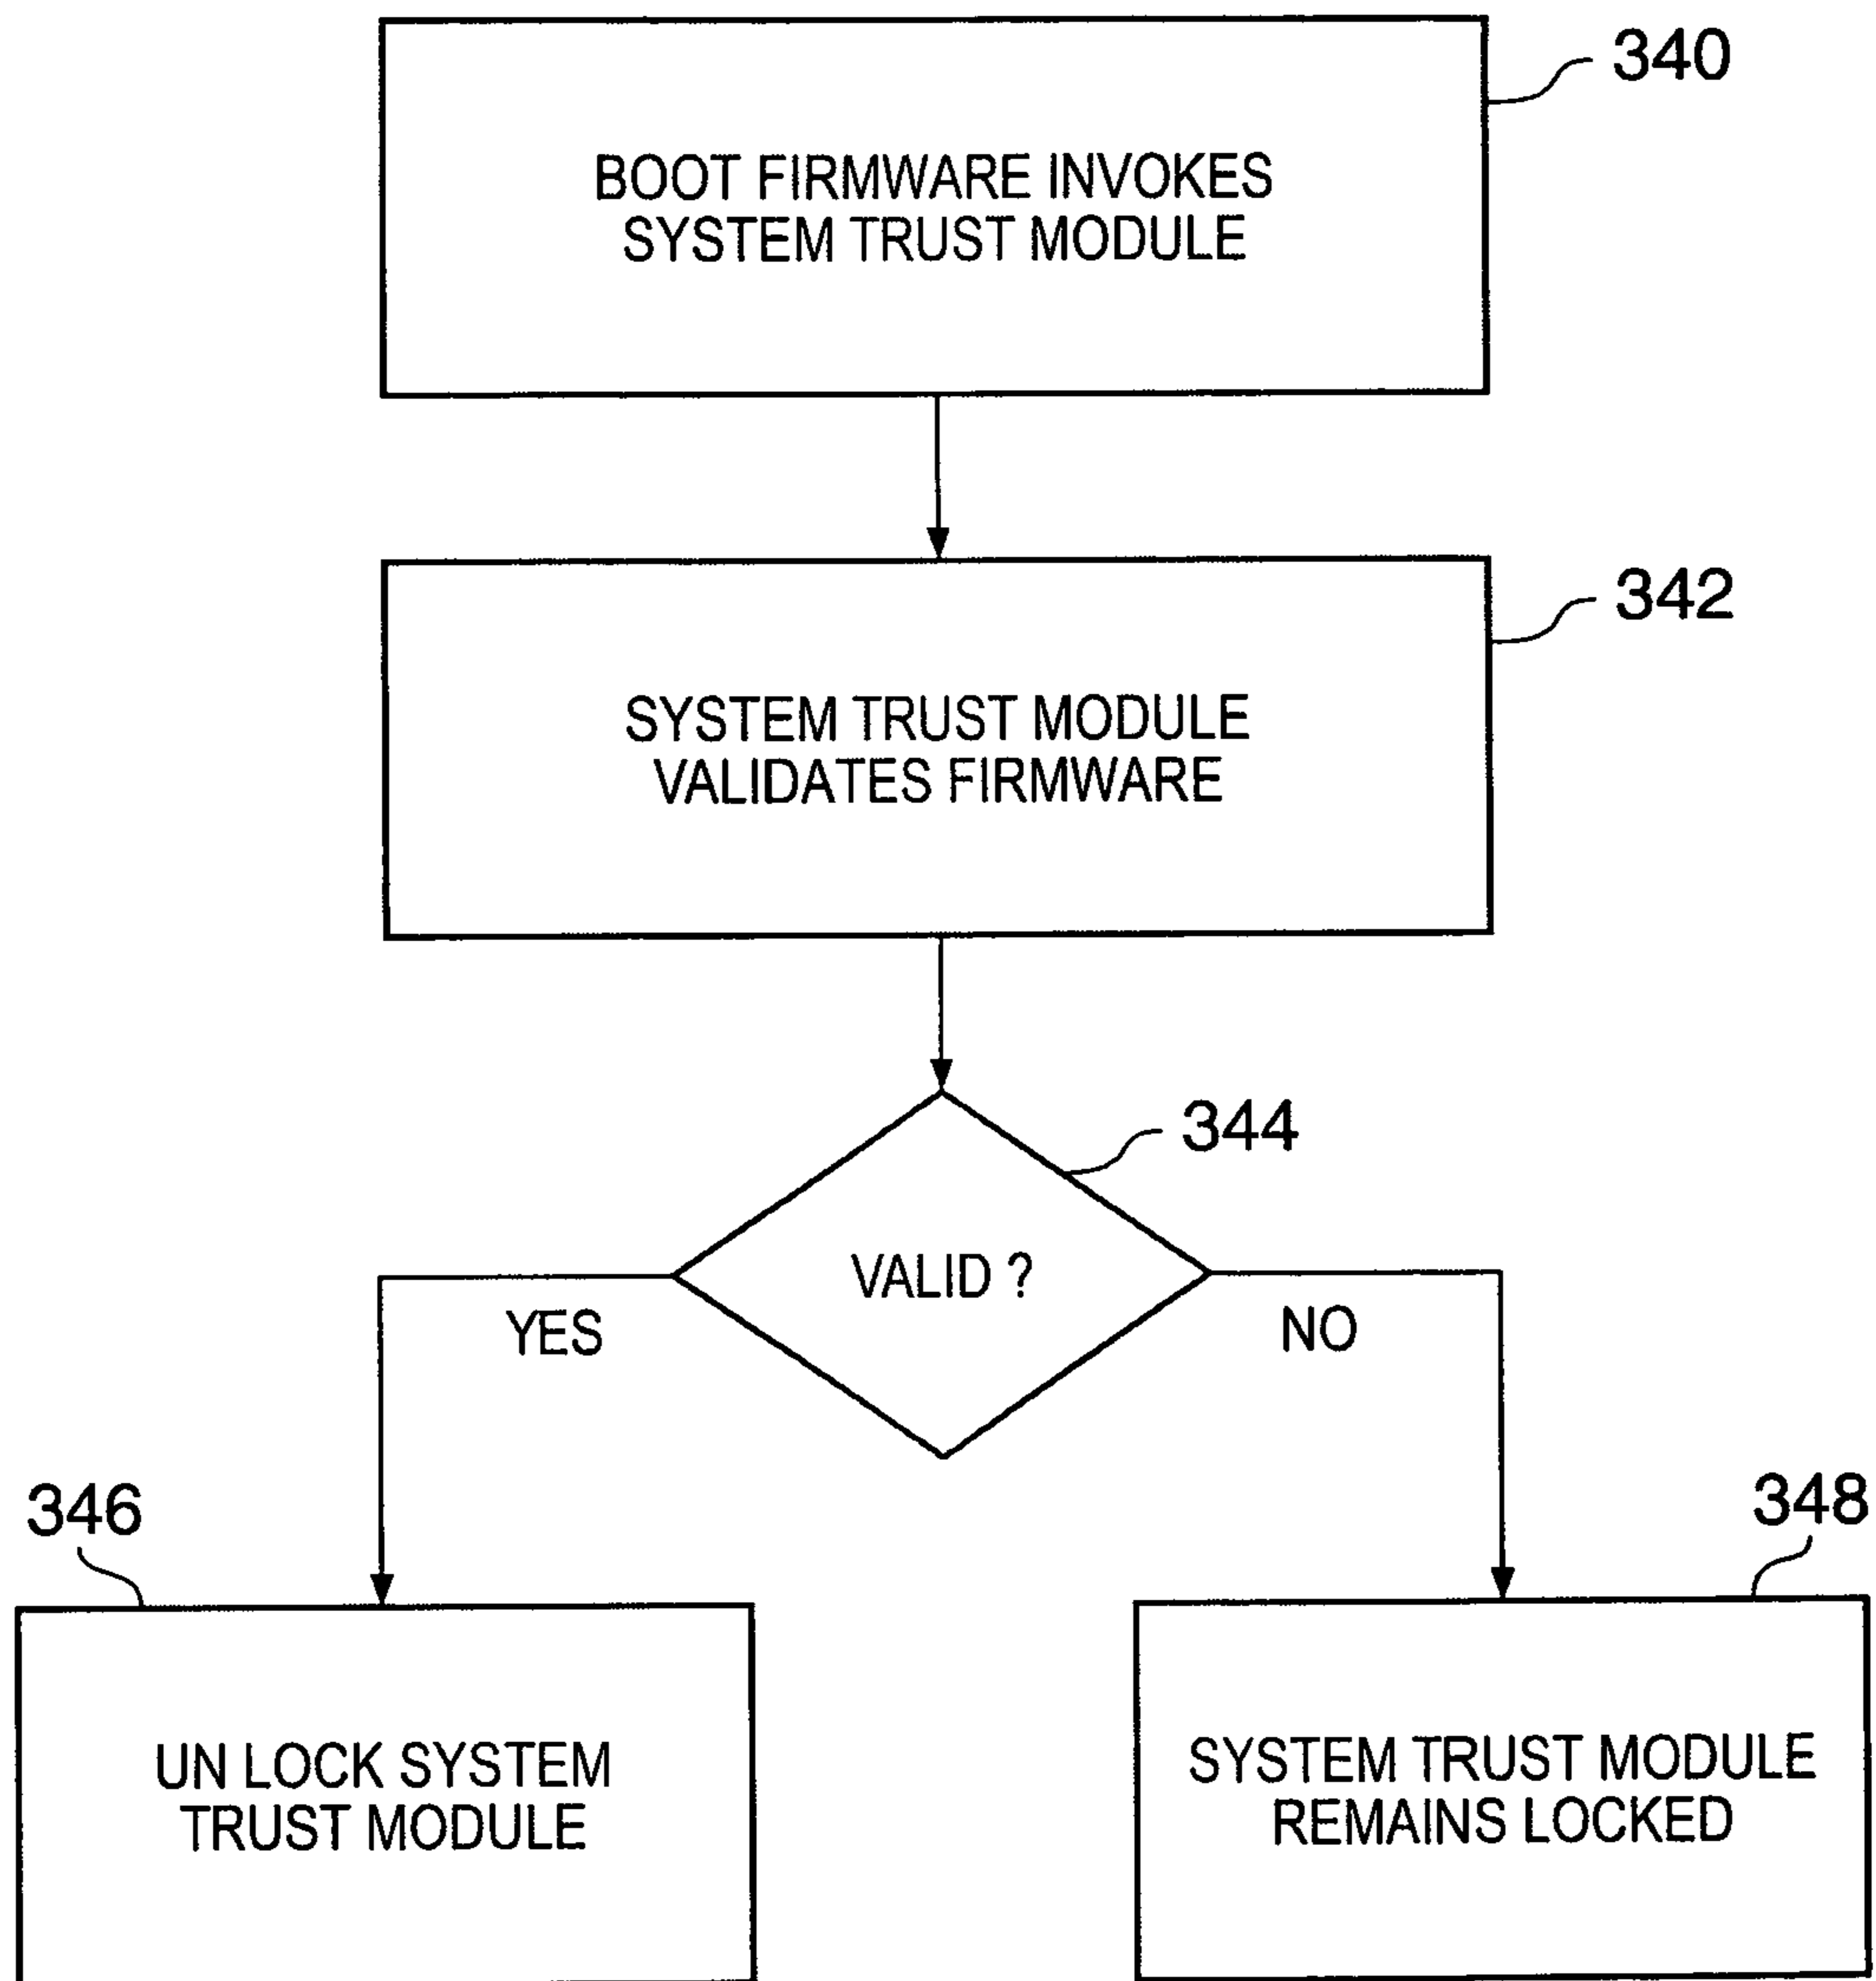 340
BOOT FIRMWARE INVOKES
SYSTEM TRUST MODULE
342
SYSTEM TRUST MODULE
VALIDATES FIRMWARE
344
VALID ?
YES
NO
346
348
UN LOCK SYSTEM
TRUST MODULE
SYSTEM TRUST MODULE
REMAINS LOCKED